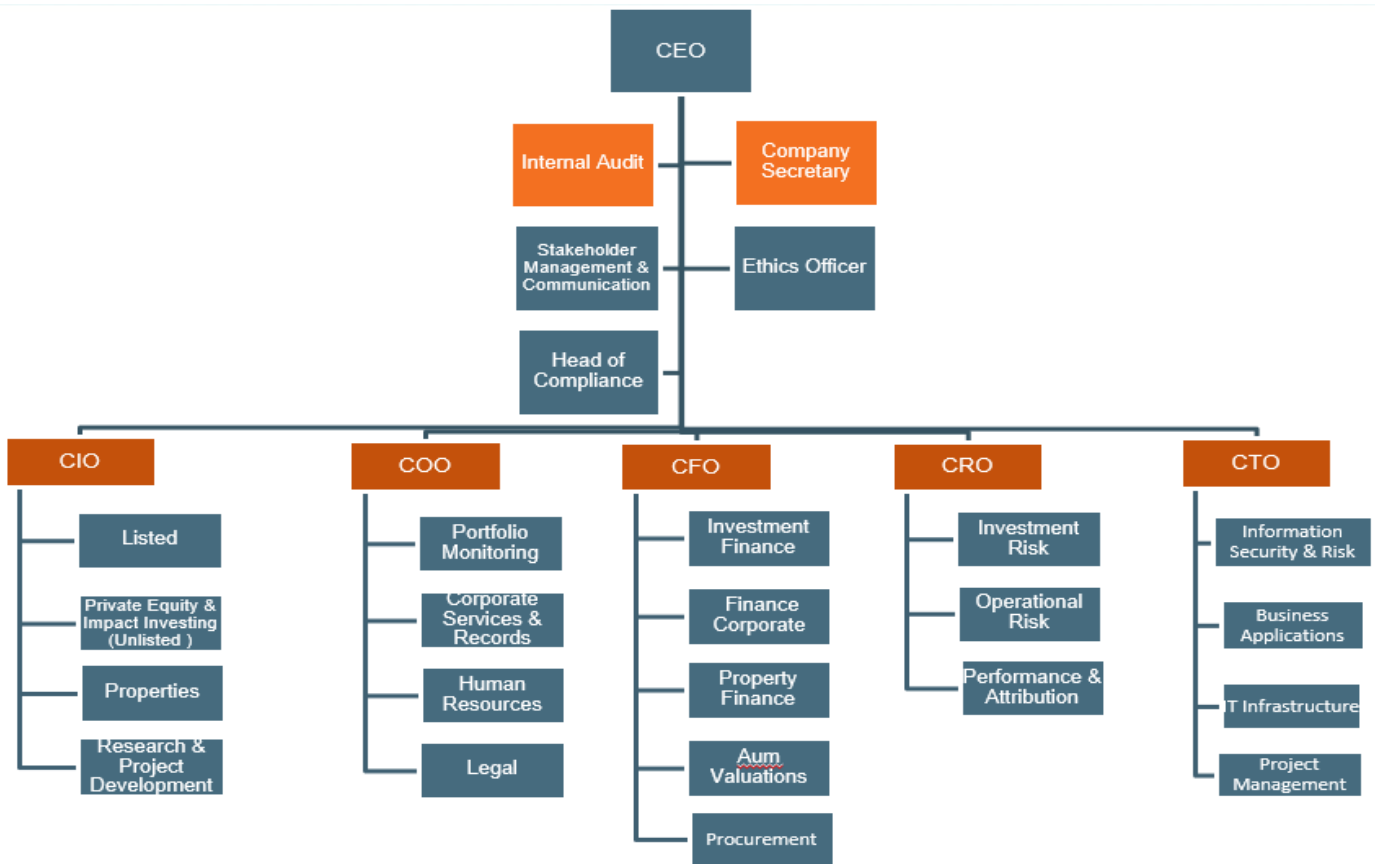 CEO
Internal Audit
Company
Secretary
Stakeholder
Management &
Communication
Ethics Officer
Head of
Compliance
CIO
COO
CFO
CRO
CTO
Listed
Private Equity &
Impact Investing
(Unlisted )
Properties
Research &
Project
Development
Portfolio
Monitoring
Corporate
Services &
Records
Human
Resources
Legal
Investment
Finance
Finance
Corporate
Property
Finance
Aum
Valuations
Procurement
Investment
Risk
Operational
Risk
Performance &
Attribution
Information
Security & Risk
Business
Applications
IT Infrastructure
Project
Management